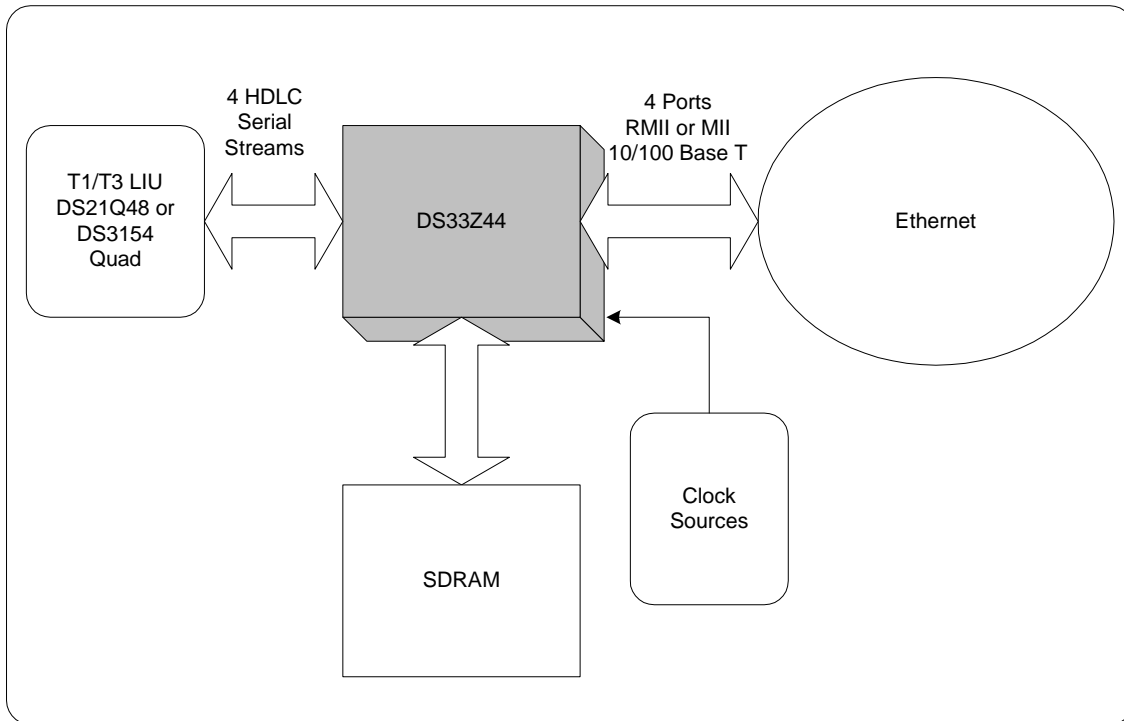 4 HDLC
Serial
Streams
4 Ports
RMII or MII
10/100 Base T
T1/T3 LIU
DS21Q48 or
DS3154
Quad
DS33Z44
Ethernet
Clock
Sources
SDRAM